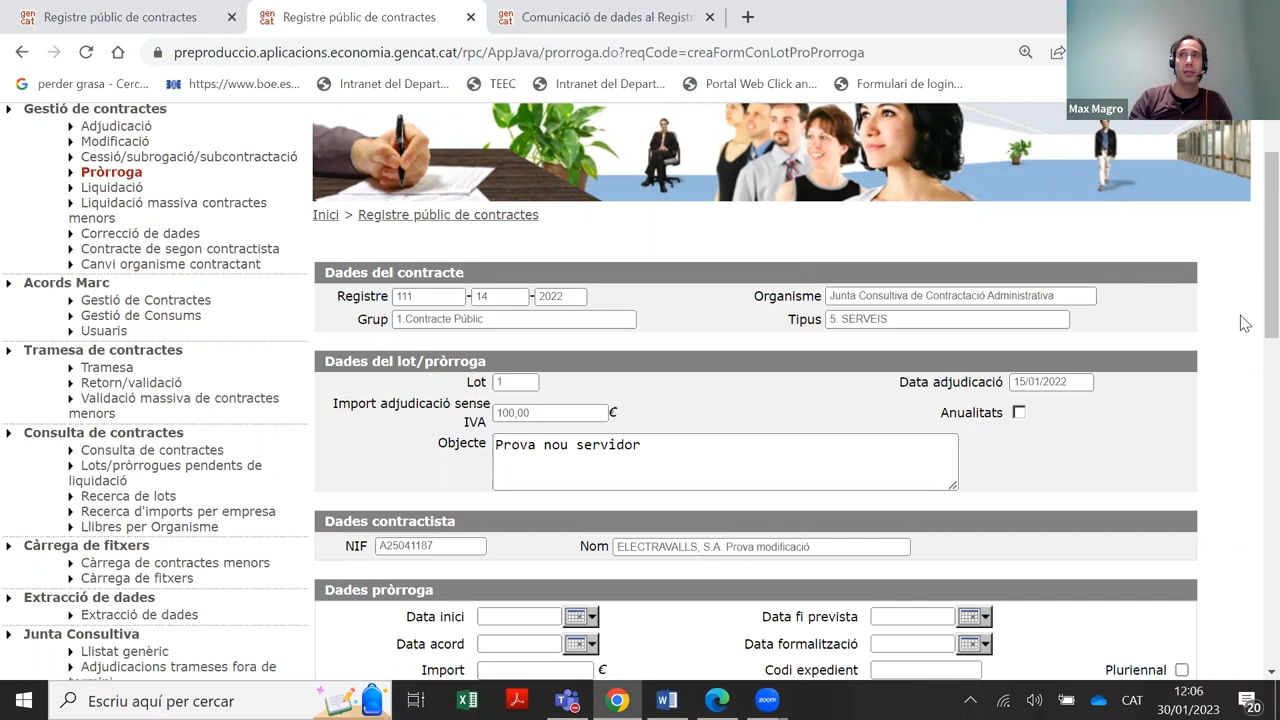 gen cat
Registre públic de contractes
gen cat
Registre públic de contractes
gen cat
Comunicació de dades al Registr
preproduccio.aplicacions.economia.gencat.cat/rpc/AppJava/prorroga.do?reqCode=creaFormConLotProProrroga
perder grasa - Cerc...
https://www.boe.es...
Intranet del Depart...
TEEC
Intranet del Depart...
Portal Web Click an...
Formulari de login...
Max Magro
Gestió de contractes
Adjudicació
Modificació
Cessió/subrogació/subcontractació
Pròrroga
Liquidació
Liquidació massiva contractes
menors
Correcció de dades
Contracte de segon contractista
Canvi organisme contractant
Acords Marc
Gestió de Contractes
Gestió de Consums
Usuaris
Tramesa de contractes
Tramesa
Retorn/validació
Validació massiva de contractes
menors
Consulta de contractes
Consulta de contractes
Lots/pròrrogues pendents de
liquidació
Recerca de lots
Recerca d'imports per empresa
Llibres per Organisme
Càrrega de fitxers
Càrrega de contractes menors
Càrrega de fitxers
Extracció de dades
Extracció de dades
Junta Consultiva
Llistat genèric
Adjudicacions trameses fora de
Inici > Registre públic de contractes
Dades del contracte
Registre 111 - 14 - 2022
Organisme Junta Consultiva de Contractació Administrativa
Grup 1.Contracte Públic
Tipus 5. SERVEIS
Dades del lot/pròrroga
Lot 1
Data adjudicació 15/01/2022
Import adjudicació sense
IVA 100,00 €
Anualitats
Objecte Prova nou servidor
Dades contractista
NIF A25041187
Nom ELECTRAVALLS, S.A. Prova modificació
Dades pròrroga
Data inici
Data fi prevista
Data acord
Data formalització
Import €
Codi expedient
Pluriennal
Escriu aquí per cercar
CAT
12:06
30/01/2023
20